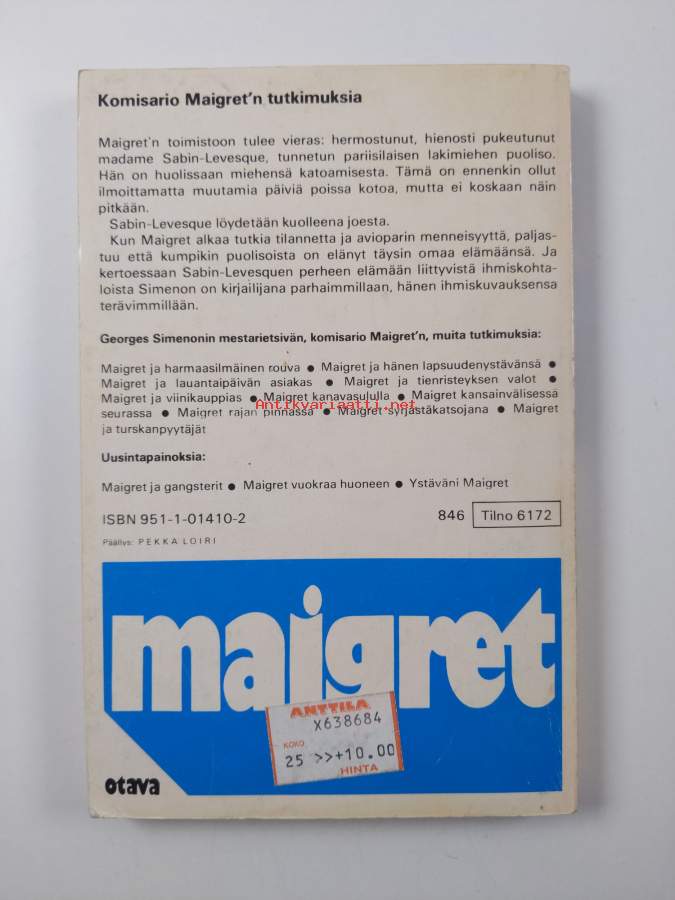 Komisario Maigret'n tutkimuksia
Maigret'n toimistoon tulee vieras: hermostunut, hienosti pukeutunut
madame Sabin-Levesque, tunnetun pariisilaisen lakimiehen puoliso.
Hän on huolissaan miehensä katoamisesta. Tämä on ennenkin ollut
ilmoittamatta muutamia päiviä poissa kotoa, mutta ei koskaan näin
pitkään.
Sabin-Levesque löydetään kuolleena joesta.
Kun Maigret alkaa tutkia tilannetta ja avioparin menneisyyttä, paljas-
tuu että kumpikin puolisoista on elänyt täysin omaa elämäänsä. Ja
kertoessaan Sabin-Levesquen perheen elämään liittyvistä ihmiskohta-
loista Simenon on kirjailijana parhaimmillaan, hänen ihmiskuvauksensa
terävimmillään.
Georges Simenonin mestarietsivän, komisario Maigret'n, muita tutkimuksia:
Maigret ja harmaasilmäinen rouva ● Maigret ja hänen lapsuudenystävänsä ●
Maigret ja lauantaipäivän asiakas ● Maigret ja tienristeyksen valot ●
Maigret ja viinikauppias ● Maigret kanavasululla ● Maigret kansainvälisessä
seurassa ● Maigret rajan pinnassa ● Maigret syrjästäkatsojana ● Maigret
ja turskanpyytäjät
Antikvariaatti.net
Uusintapainoksia:
Maigret ja gangsterit ● Maigret vuokraa huoneen ● Ystäväni Maigret
ISBN 951-1-01410-2 846 Tilno 6172
Päällys: PEKKA LOIRI
maigret
ANTTILA
X638684
KOKO
25 >>+10.00
HINTA
otava